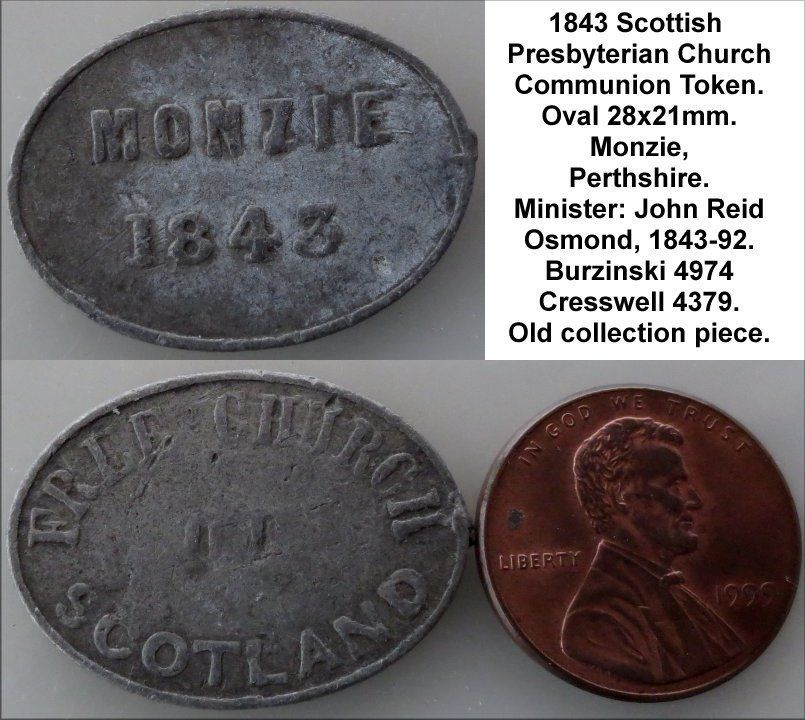 MONZIE
1843
1843 Scottish
Presbyterian Church
Communion Token.
Oval 28x21mm.
Monzie,
Perthshire.
Minister: John Reid
Osmond, 1843-92.
Burzinski 4974
Cresswell 4379.
Old collection piece.
FREE CHURCH
SCOTLAND
IN GOD WE TRUST
LIBERTY
1999